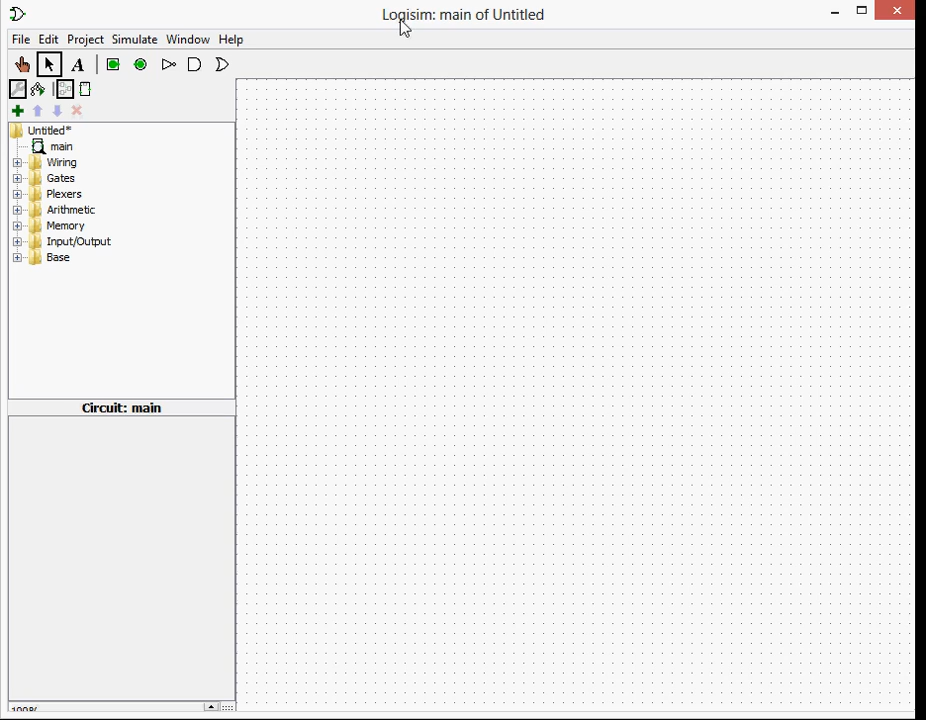 Logisim: main of Untitled
File Edit Project Simulate Window Help
A
Untitled*
main
Wiring
Gates
Plexers
Arithmetic
Memory
Input/Output
Base
Circuit: main
100%